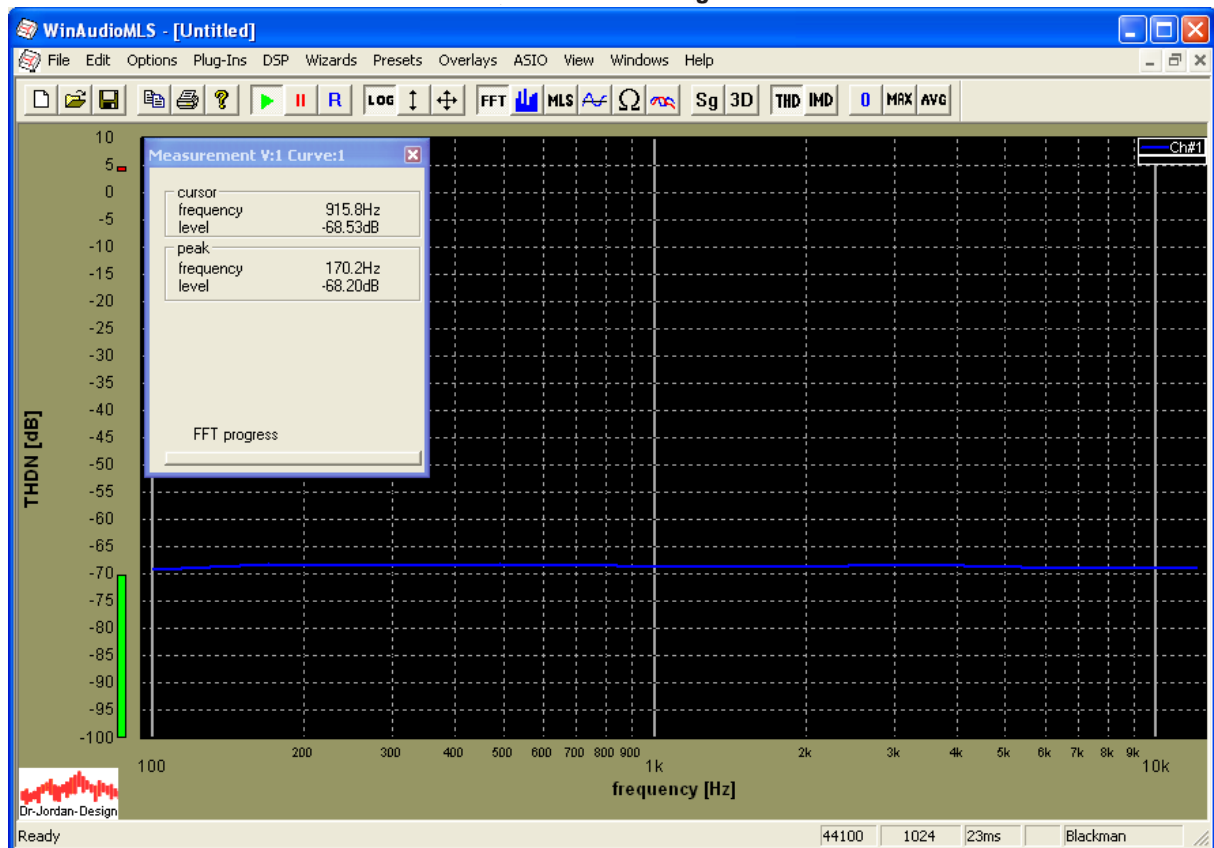 WinAudioMLS - [Untitled]
File Edit Options Plug-Ins DSP Wizards Presets Overlays ASIO View Windows Help
R LOG FFT MLS Ω Sg 3D THD IMD 0 MAX AVG
Measurement V:1 Curve:1
cursor
frequency 915.8Hz
level -68.53dB
peak
frequency 170.2Hz
level -68.20dB
FFT progress
Ch#1
THDN [dB]
10
5
0
-5
-10
-15
-20
-25
-30
-35
-40
-45
-50
-55
-60
-65
-70
-75
-80
-85
-90
-95
-100
100 200 300 400 500 600 700 800 900 1k 2k 3k 4k 5k 6k 7k 8k 9k 10k
frequency [Hz]
Dr-Jordan-Design
Ready 44100 1024 23ms Blackman